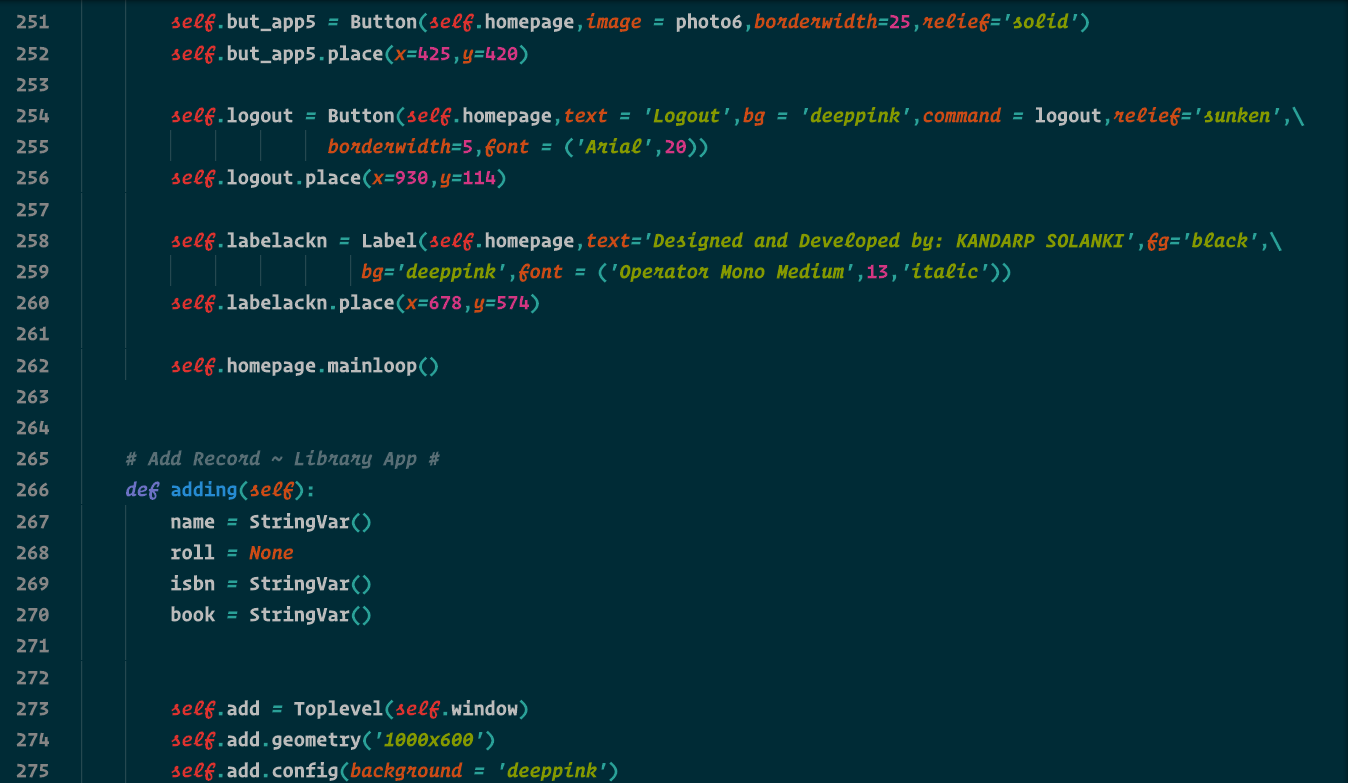 251 self.but_app5 = Button(self.homepage,image = photo6,borderwidth=25,relief='solid')
252 self.but_app5.place(x=425,y=420)
253
254 self.logout = Button(self.homepage,text = 'Logout',bg = 'deeppink',command = logout,relief='sunken',\
255 borderwidth=5,font = ('Arial',20))
256 self.logout.place(x=930,y=114)
257
258 self.labelackn = Label(self.homepage,text='Designed and Developed by: KANDARP SOLANKI',fg='black',\
259 bg='deeppink',font = ('Operator Mono Medium',13,'italic'))
260 self.labelackn.place(x=678,y=574)
261
262 self.homepage.mainloop()
263
264
265 # Add Record ~ Library App #
266 def adding(self):
267 name = StringVar()
268 roll = None
269 isbn = StringVar()
270 book = StringVar()
271
272
273 self.add = Toplevel(self.window)
274 self.add.geometry('1000x600')
275 self.add.config(background = 'deeppink')